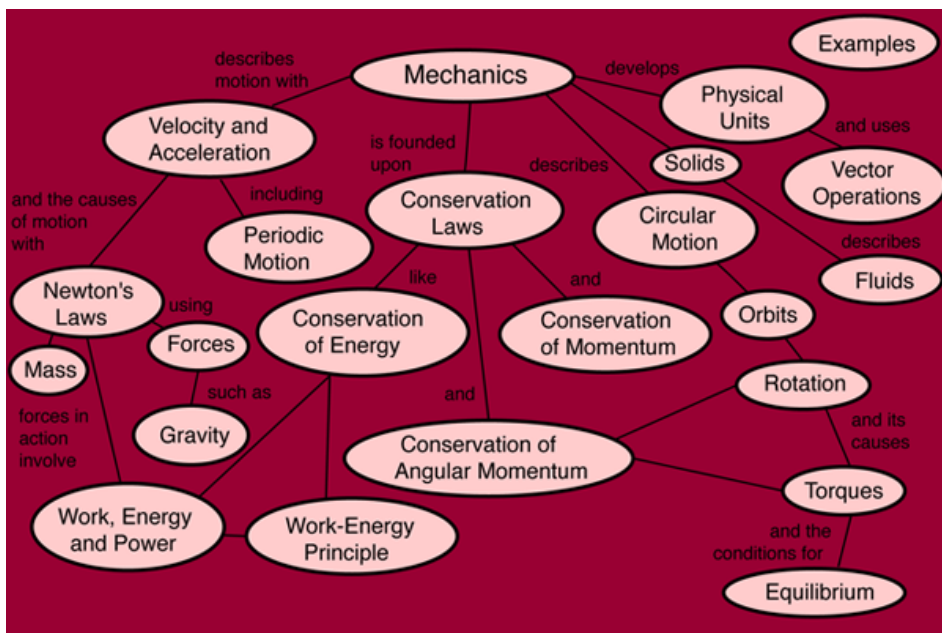 Examples
describes
motion with
Mechanics
develops
Physical
Units
and uses
Velocity and
Acceleration
is founded
upon
describes
Solids
Vector
Operations
and the causes
of motion
with
including
Periodic
Motion
Conservation
Laws
Circular
Motion
describes
Fluids
Newton's
Laws
using
like
and
Conservation
of Energy
Conservation
of Momentum
Orbits
Mass
Forces
Rotation
forces in
action
involve
such as
and
and its
causes
Gravity
Conservation of
Angular Momentum
Torques
Work, Energy
and Power
Work-Energy
Principle
and the
conditions for
Equilibrium